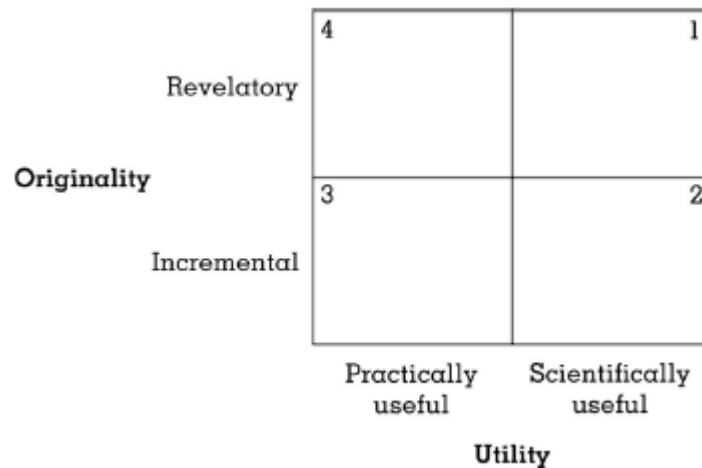 4
1
Revelatory
Originality
3
2
Incremental
Practically
useful
Scientifically
useful
Utility